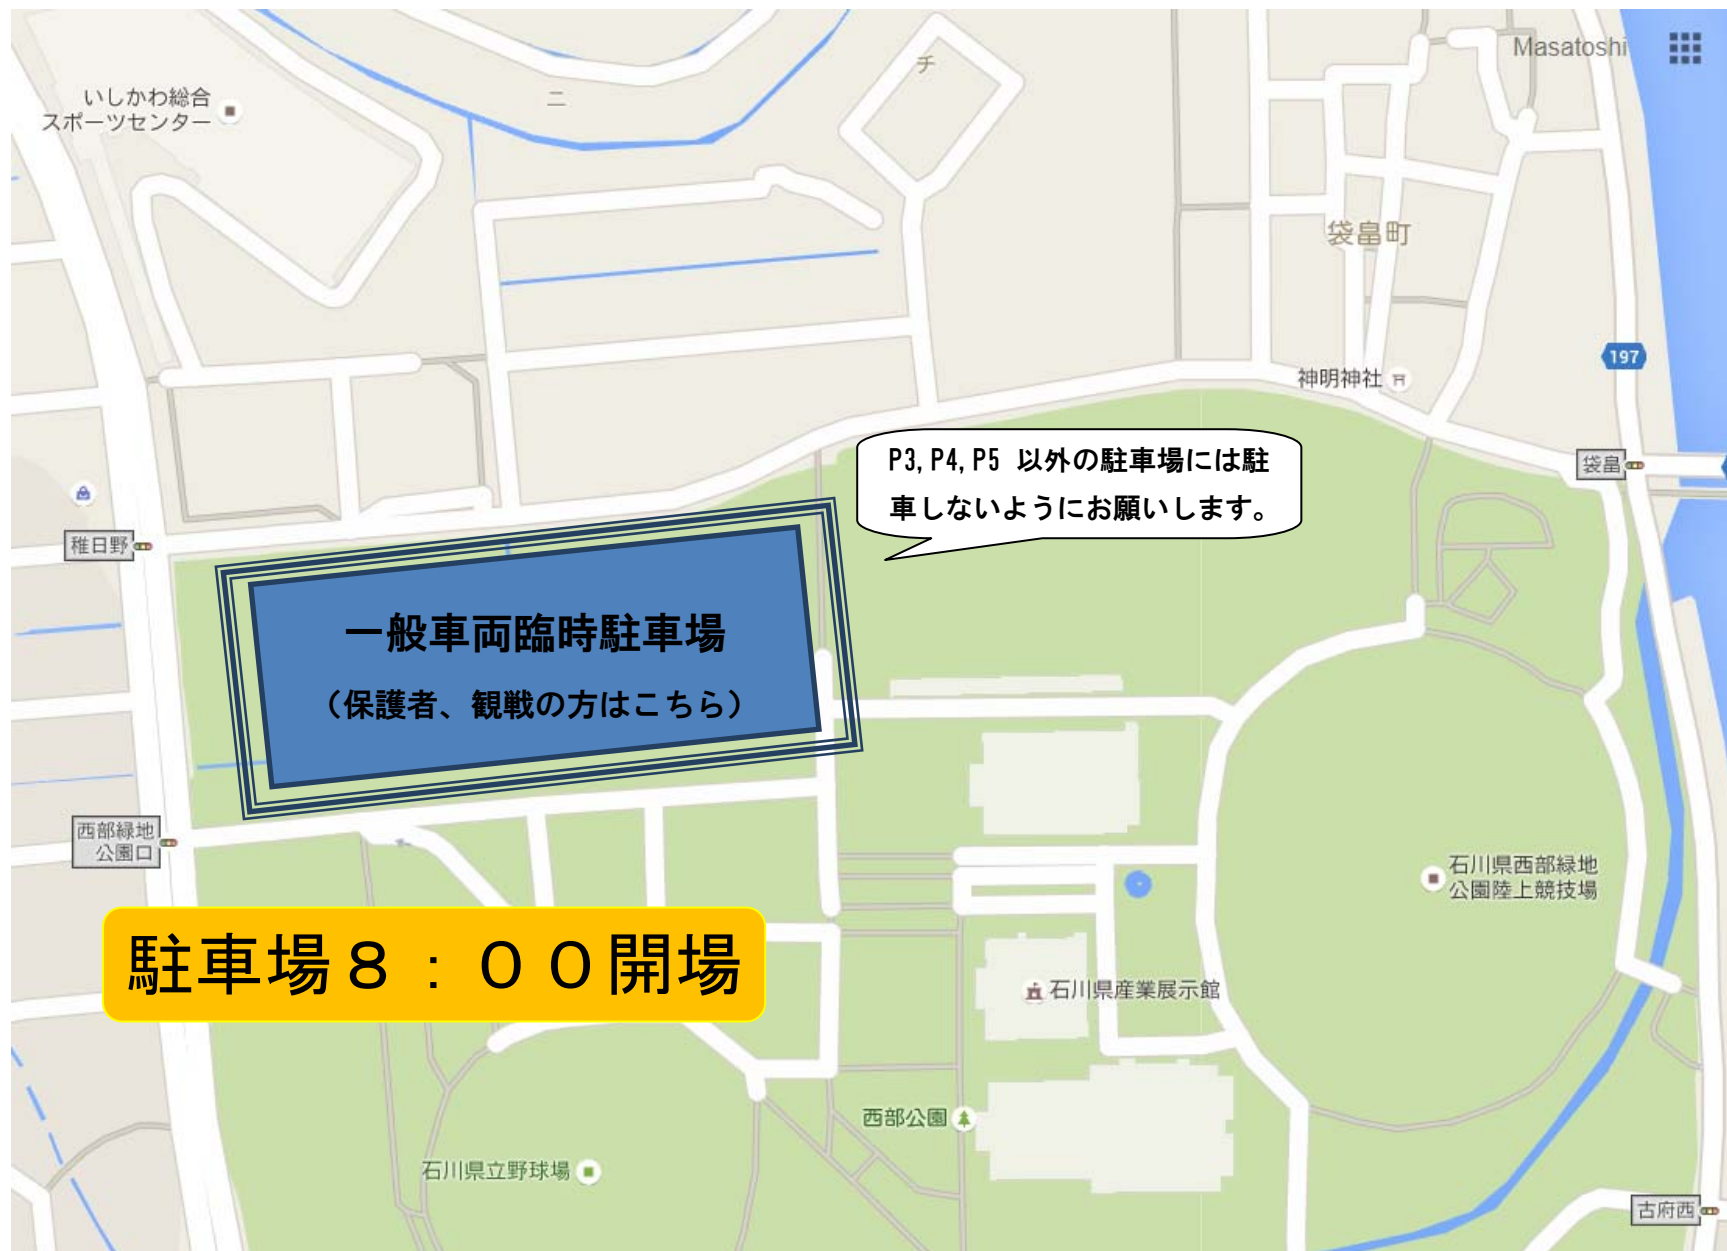 Masatoshi
チ
ニ
いしかわ総合
スポーツセンター
袋畠町
197
神明神社
P3,P4,P5 以外の駐車場には駐
車しないようにお願いします。
袋畠
稚日野
一般車両臨時駐車場
（保護者、観戦の方はこちら）
西部緑地
公園口
石川県西部緑地
公園陸上競技場
駐車場８：００開場
石川県産業展示館
西部公園
石川県立野球場
古府西